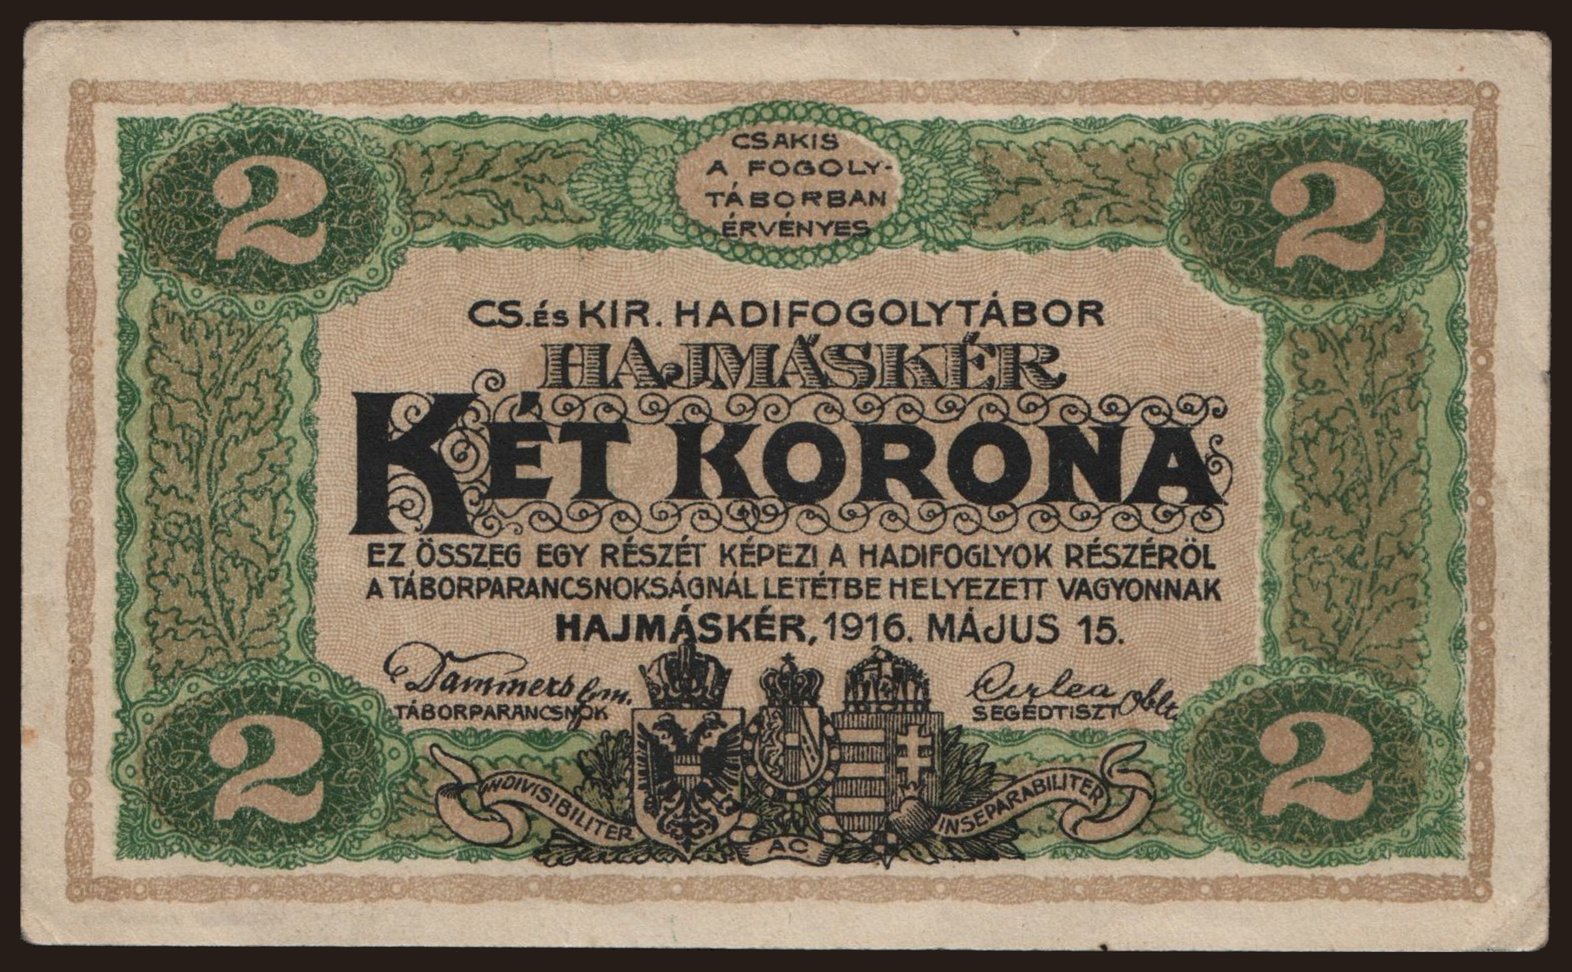 2
CSAKIS
A FOGOLY-
TÁBORBAN
ÉRVÉNYES
2
CS. és KIR. HADIFOGOLYTÁBOR
HAJMÁSKÉR
KÉT KORONA
EZ ÖSSZEG EGY RÉSZÉT KÉPEZI A HADIFOGLYOK RÉSZÉRÖL
A TÁBORPARANCSNOKSÁGNÁL LETÉTBE HELYEZETT VAGYONNAK
HAJMÁSKÉR, 1916. MÁJUS 15.
TÁBORPARANCSNOK
SEGÉDTISZT
2
INDIVISIBILITER
AC
INSEPARABILITER
2